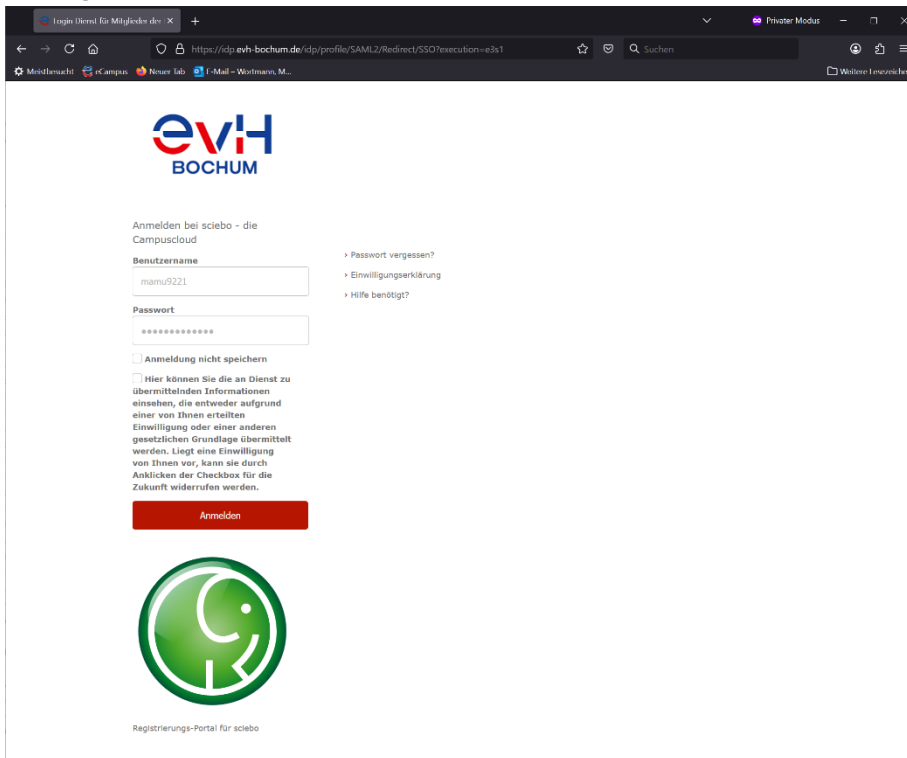 Login Dienst für Mitglieder der
Privater Modus
https://idp.evh-bochum.de/idp/profile/SAML2/Redirect/SSO?execution=e3s1
Suchen
Meistbesucht
eCampus
Neuer Tab
E-Mail – Wortmann, M...
Weitere Lesezeiche
evH
BOCHUM
Anmelden bei sciebo - die
Campuscloud
Benutzername
mamu9221
Passwort
Anmeldung nicht speichern
Hier können Sie die an Dienst zu
übermittelnden Informationen
einsehen, die entweder aufgrund
einer von Ihnen erteilten
Einwilligung oder einer anderen
gesetzlichen Grundlage übermittelt
werden. Liegt eine Einwilligung
von Ihnen vor, kann sie durch
Anklicken der Checkbox für die
Zukunft widerrufen werden.
Anmelden
› Passwort vergessen?
› Einwilligungserklärung
› Hilfe benötigt?
Registrierungs-Portal für sciebo